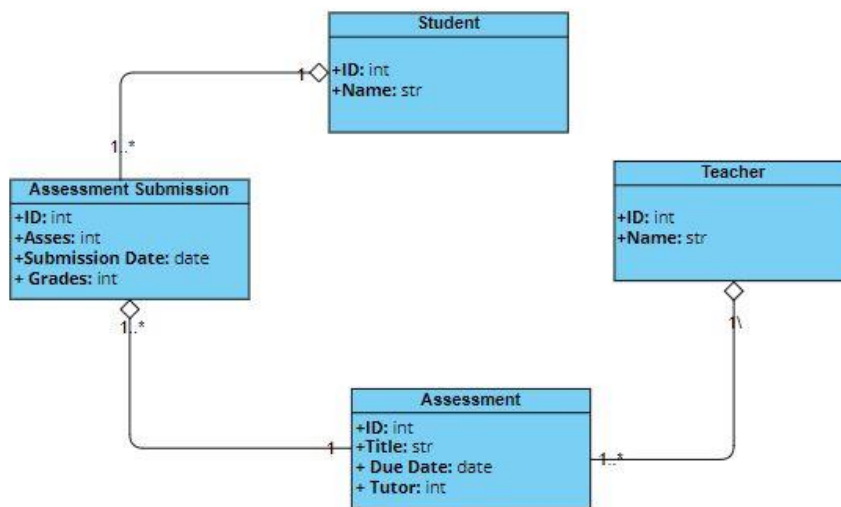 Student
+ID: int
+Name: str
1
1..*
Assessment Submission
+ID: int
+Asses: int
+Submission Date: date
+ Grades: int
1..*
Teacher
+ID: int
+Name: str
1\
Assessment
+ID: int
+Title: str
+ Due Date: date
+ Tutor: int
1
1..*